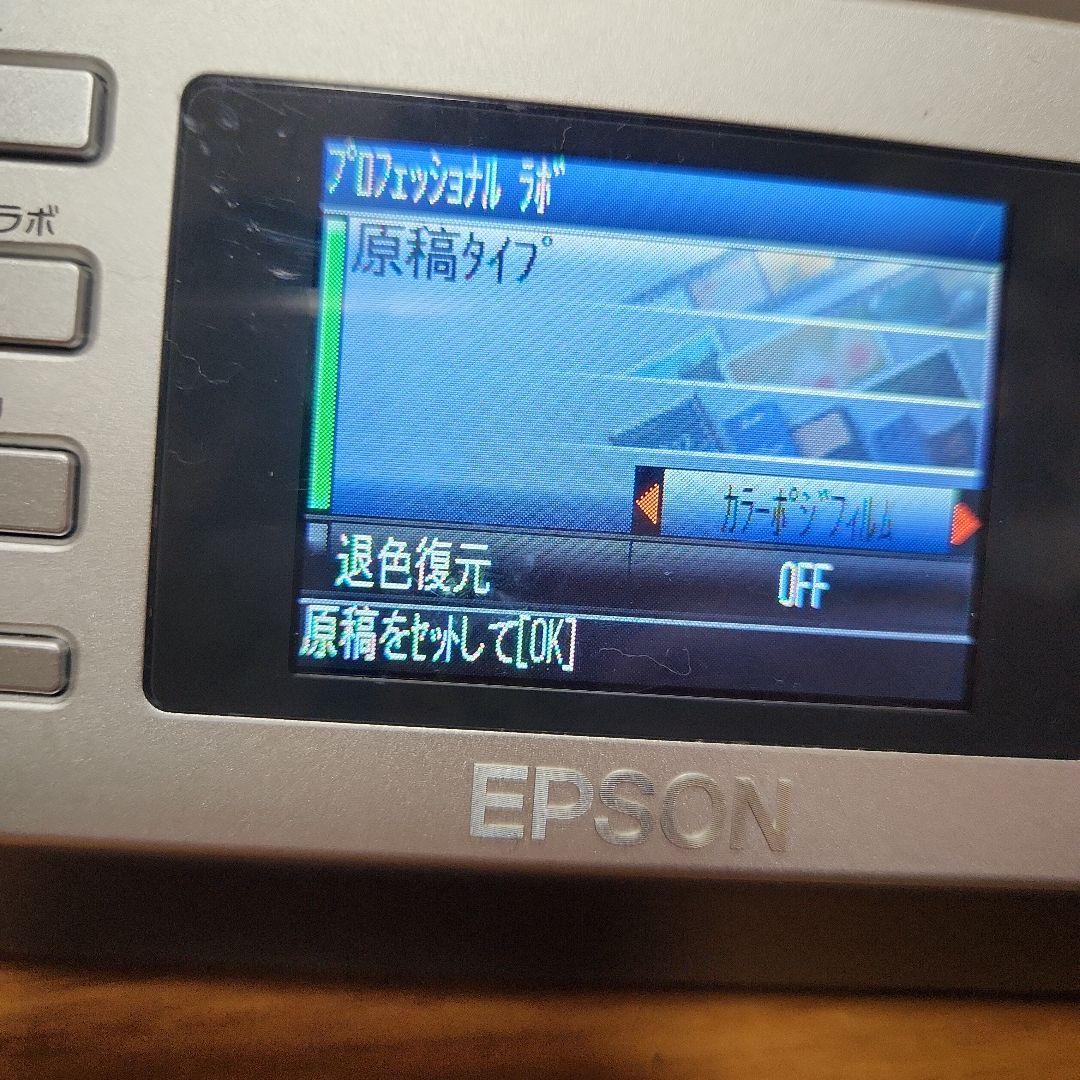 プロフェッショナル ラボ
ラボ
原稿タイプ
カラーポジフィルム
退色復元 OFF
原稿をセットして[OK]
EPSON